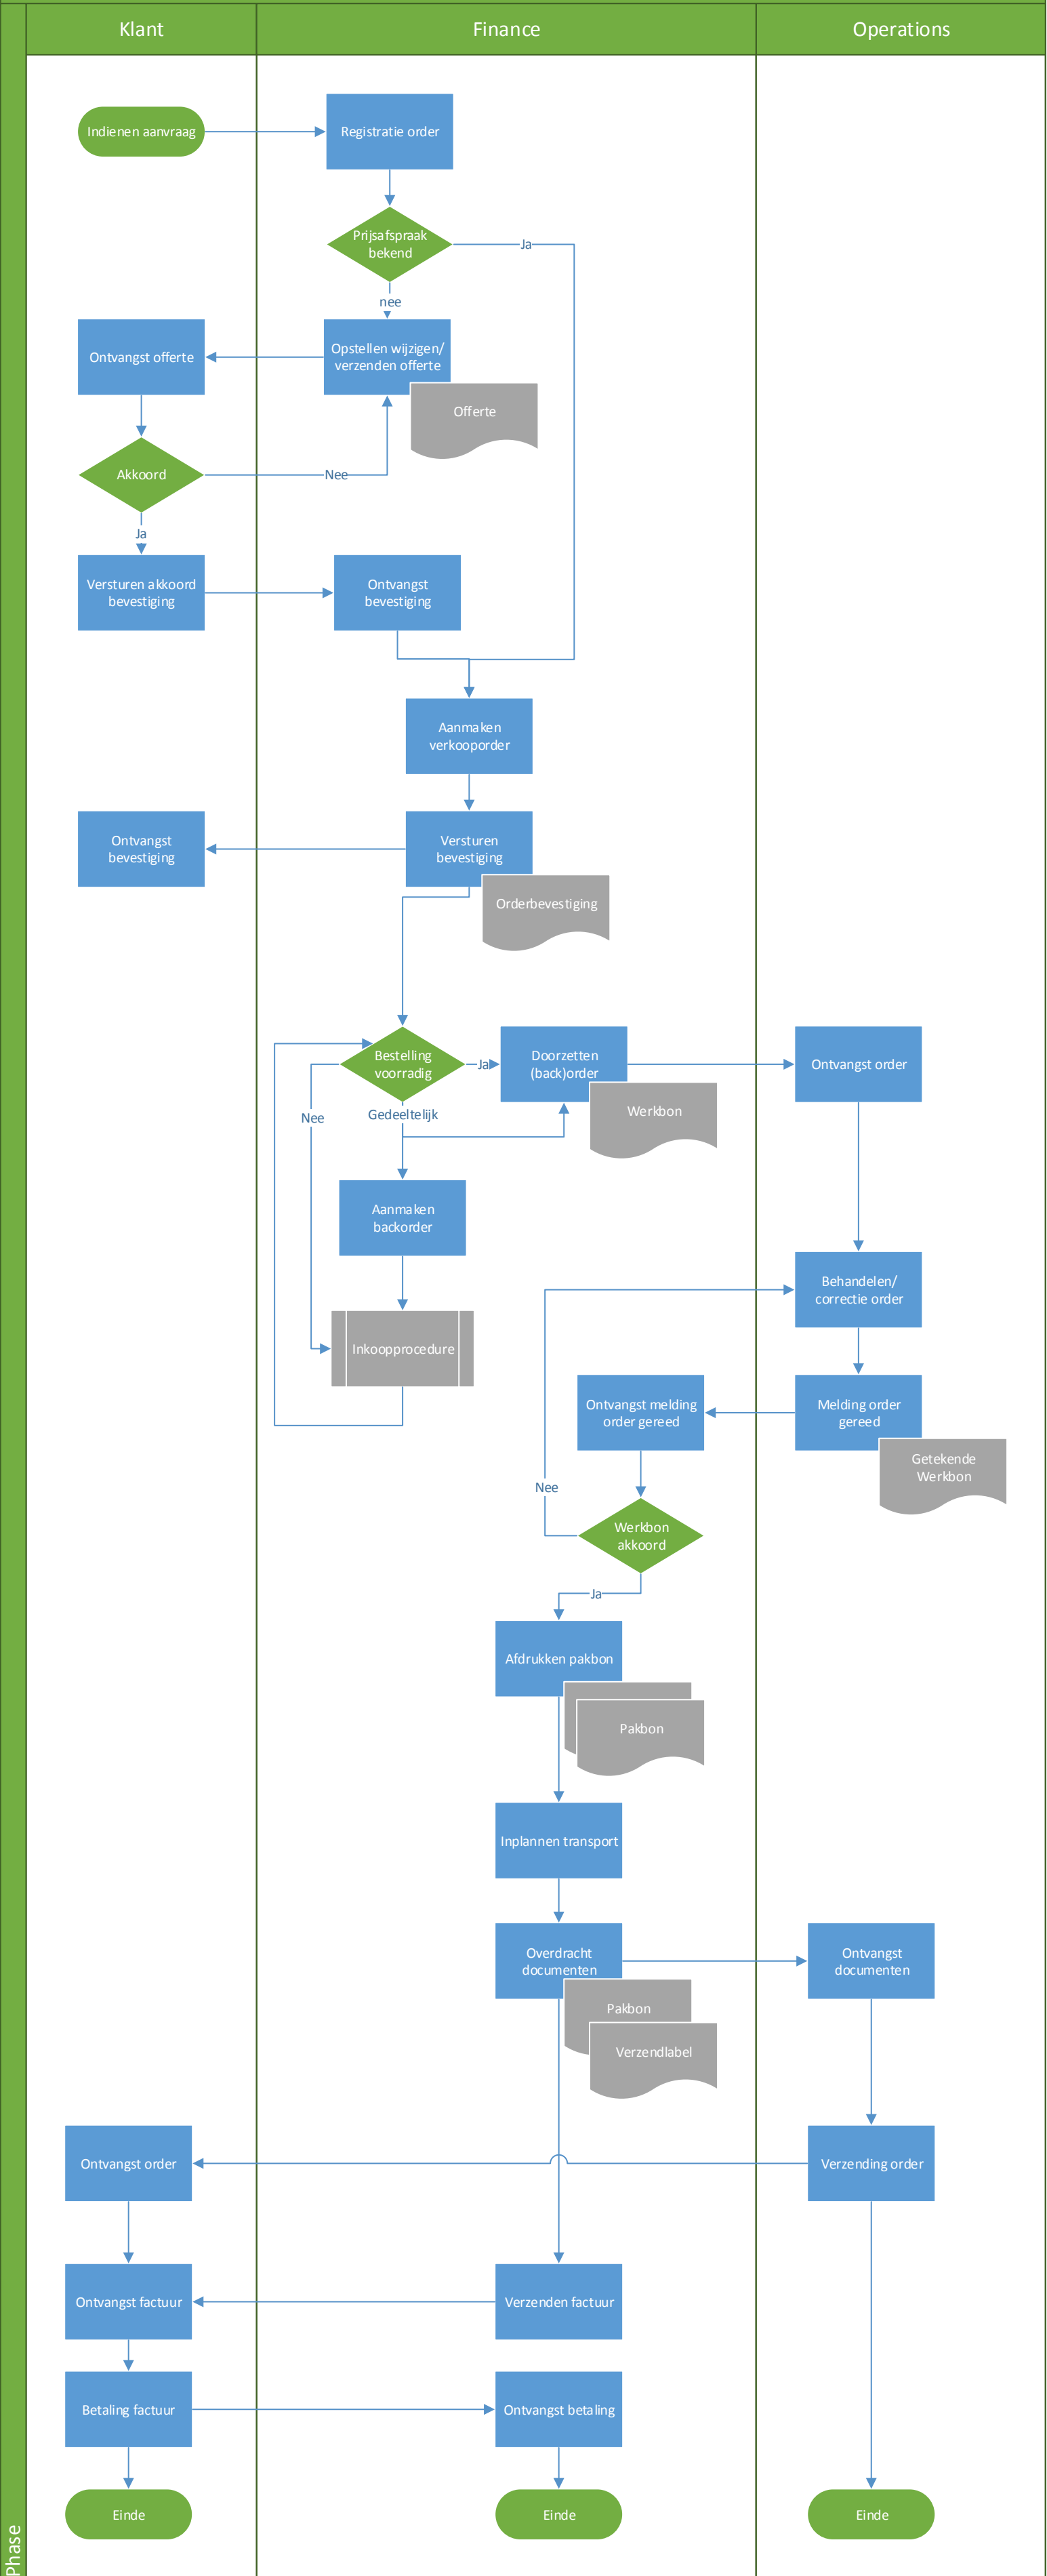 Klant
Finance
Operations
Indienen aanvraag
Registratie order
Prijsafspraak
bekend
Ja
nee
Ontvangst offerte
Opstellen wijzigen/
verzenden offerte
Offerte
Akkoord
Nee
Ja
Versturen akkoord
bevestiging
Ontvangst
bevestiging
Aanmaken
verkooporder
Ontvangst
bevestiging
Versturen
bevestiging
Orderbevestiging
Bestelling
voorradig
Ja
Doorzetten
(back)order
Ontvangst order
Nee
Gedeeltelijk
Werkbon
Aanmaken
backorder
Behandelen/
correctie order
Inkoopprocedure
Ontvangst melding
order gereed
Melding order
gereed
Getekende
Werkbon
Nee
Werkbon
akkoord
Ja
Afdrukken pakbon
Pakbon
Inplannen transport
Overdracht
documenten
Ontvangst
documenten
Pakbon
Verzendlabel
Ontvangst order
Verzending order
Ontvangst factuur
Verzenden factuur
Betaling factuur
Ontvangst betaling
Einde
Einde
Einde
Phase